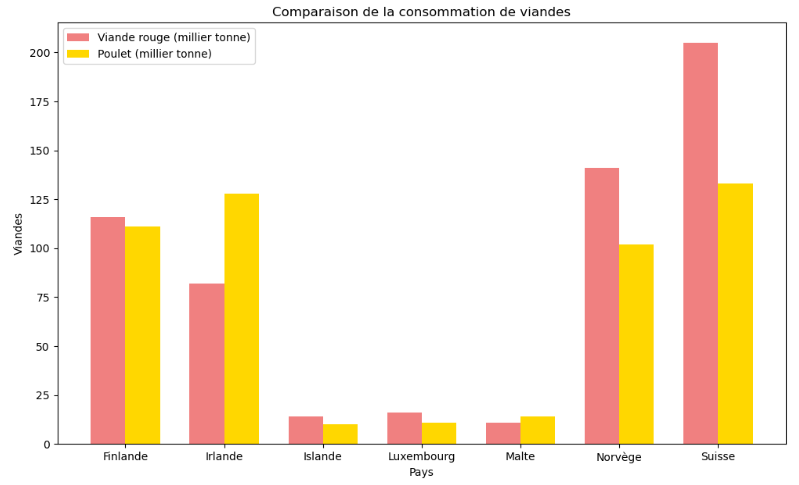 Comparaison de la consommation de viandes
Viande rouge (millier tonne)
Poulet (millier tonne)
200
175
150
125
100
75
50
25
0
Viandes
Finlande Irlande Islande Luxembourg Malte Norvège Suisse
Pays